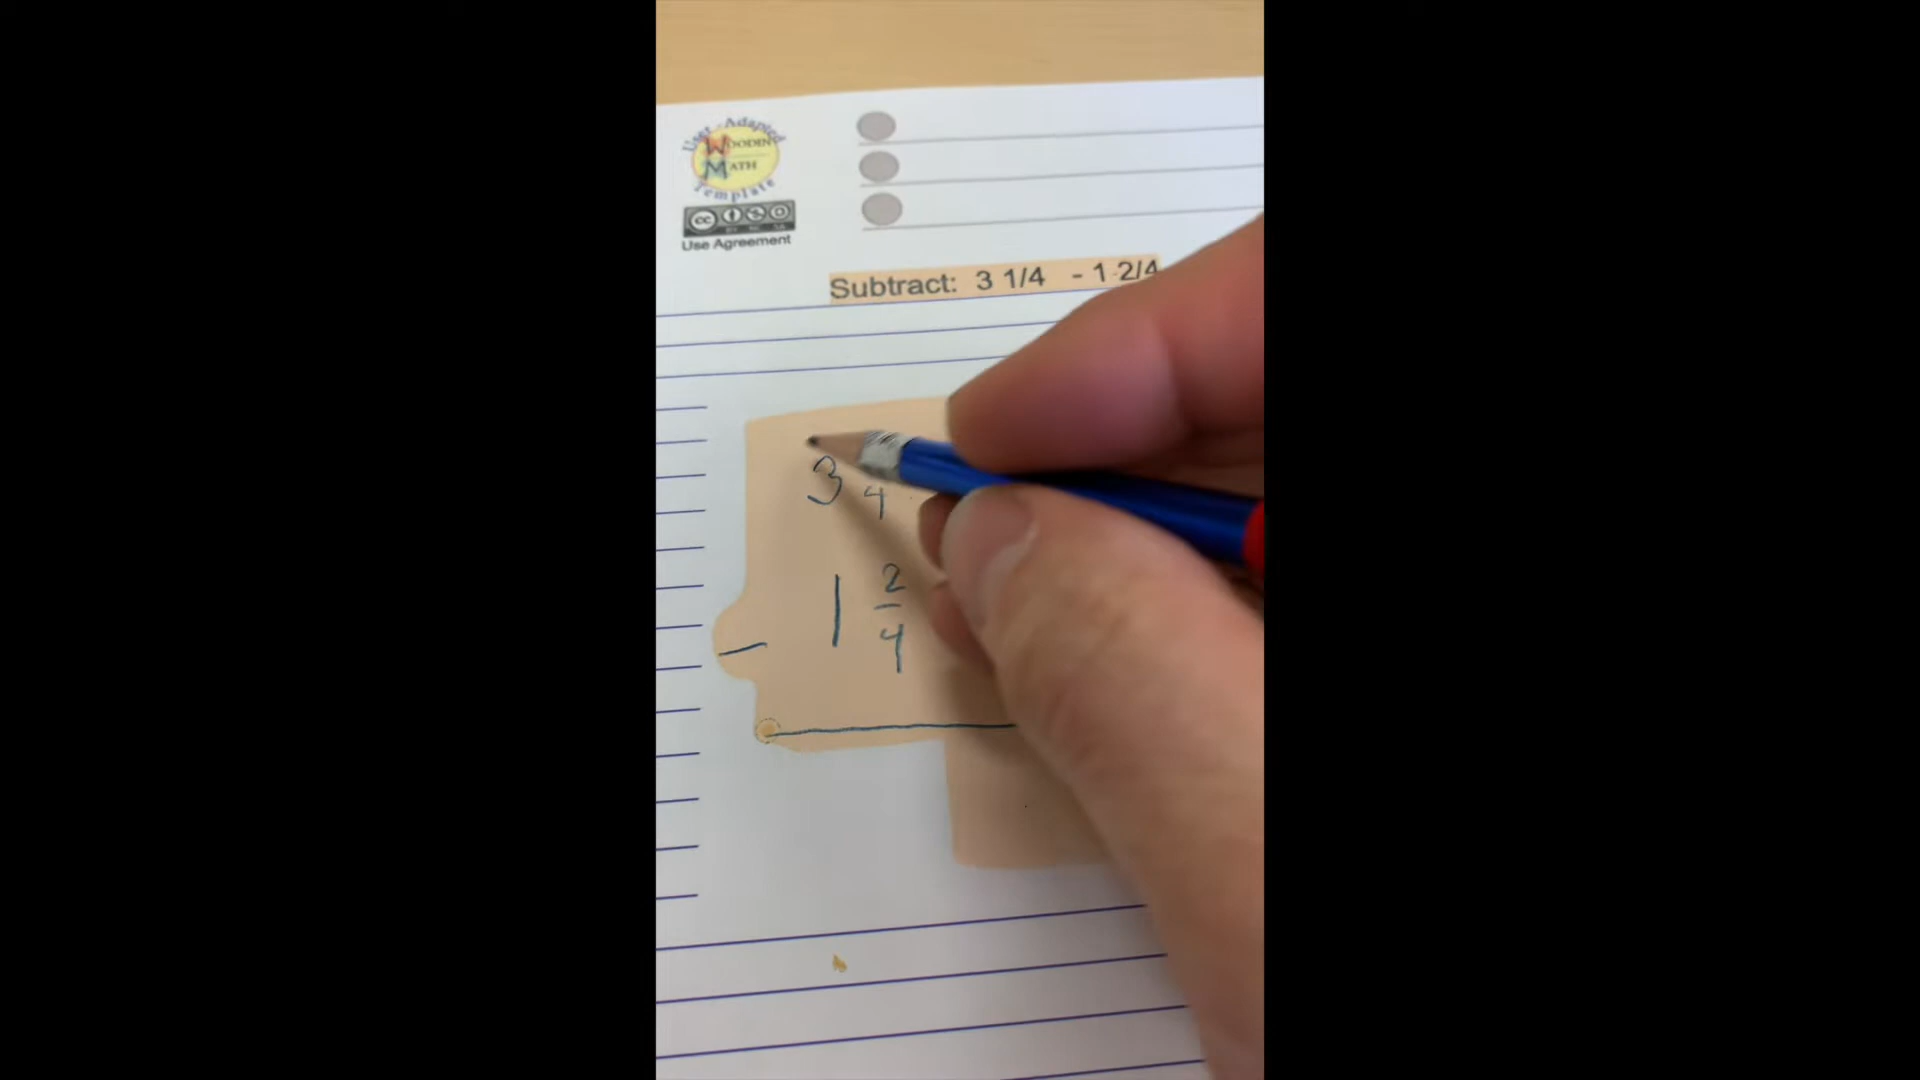 User-Adapted
WOODIN
MATH
Template
cc
Use Agreement
Subtract: 3 1/4 - 1 2/4
3 4
1 2/4
-